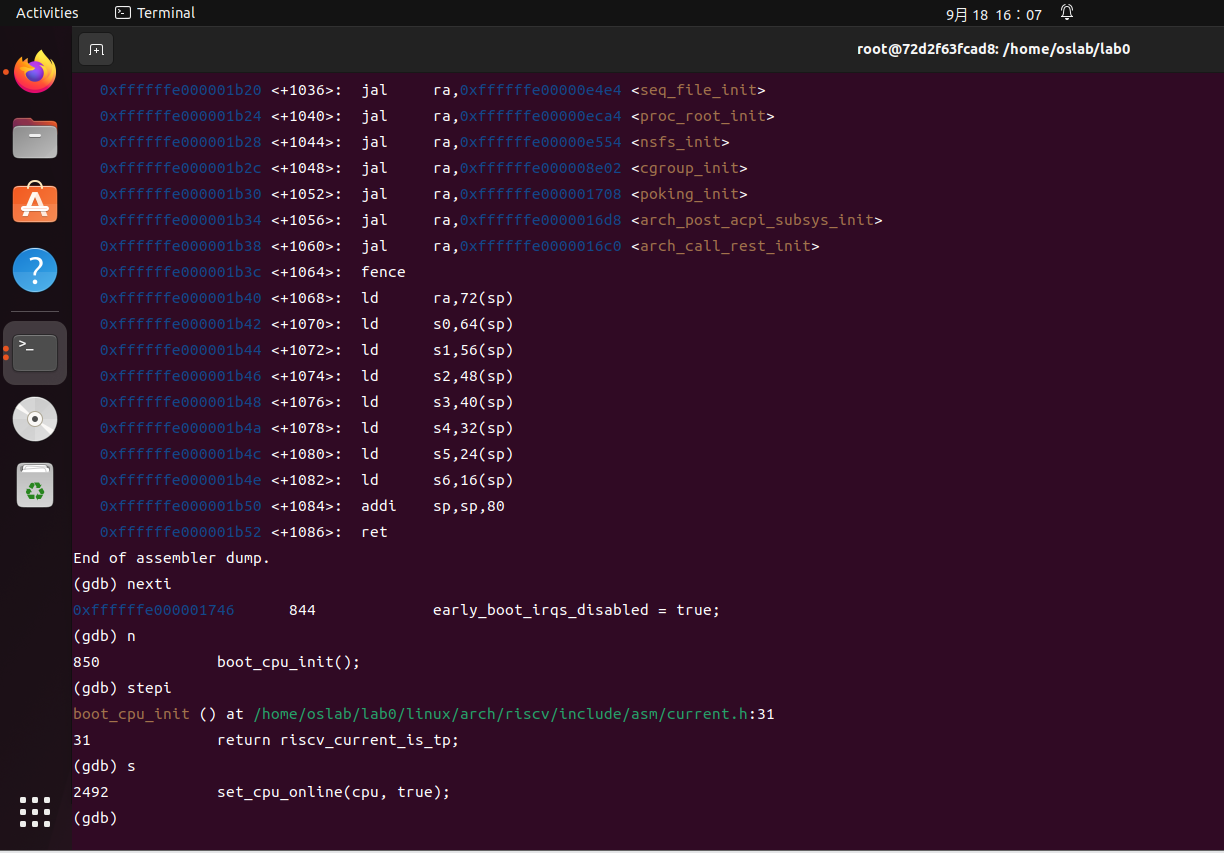 Activities
Terminal
9月 18 16：07
root@72d2f63fcad8: /home/oslab/lab0
0xffffffe000001b20 <+1036>: jal ra,0xffffffe00000e4e4 <seq_file_init>
0xffffffe000001b24 <+1040>: jal ra,0xffffffe00000eca4 <proc_root_init>
0xffffffe000001b28 <+1044>: jal ra,0xffffffe00000e554 <nsfs_init>
0xffffffe000001b2c <+1048>: jal ra,0xffffffe000008e02 <cgroup_init>
0xffffffe000001b30 <+1052>: jal ra,0xffffffe000001708 <poking_init>
0xffffffe000001b34 <+1056>: jal ra,0xffffffe0000016d8 <arch_post_acpi_subsys_init>
0xffffffe000001b38 <+1060>: jal ra,0xffffffe0000016c0 <arch_call_rest_init>
0xffffffe000001b3c <+1064>: fence
0xffffffe000001b40 <+1068>: ld ra,72(sp)
0xffffffe000001b42 <+1070>: ld s0,64(sp)
0xffffffe000001b44 <+1072>: ld s1,56(sp)
0xffffffe000001b46 <+1074>: ld s2,48(sp)
0xffffffe000001b48 <+1076>: ld s3,40(sp)
0xffffffe000001b4a <+1078>: ld s4,32(sp)
0xffffffe000001b4c <+1080>: ld s5,24(sp)
0xffffffe000001b4e <+1082>: ld s6,16(sp)
0xffffffe000001b50 <+1084>: addi sp,sp,80
0xffffffe000001b52 <+1086>: ret
End of assembler dump.
(gdb) nexti
0xffffffe000001746 844 early_boot_irqs_disabled = true;
(gdb) n
850 boot_cpu_init();
(gdb) stepi
boot_cpu_init () at /home/oslab/lab0/linux/arch/riscv/include/asm/current.h:31
31 return riscv_current_is_tp;
(gdb) s
2492 set_cpu_online(cpu, true);
(gdb)